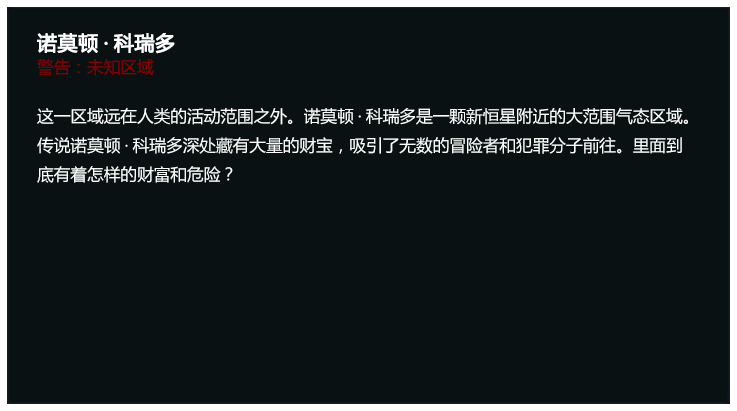 诺莫顿·科瑞多
警告：未知区域
这一区域远在人类的活动范围之外。诺莫顿·科瑞多是一颗新恒星附近的大范围气态区域。
传说诺莫顿·科瑞多深处藏有大量的财宝，吸引了无数的冒险者和犯罪分子前往。里面到
底有着怎样的财富和危险？